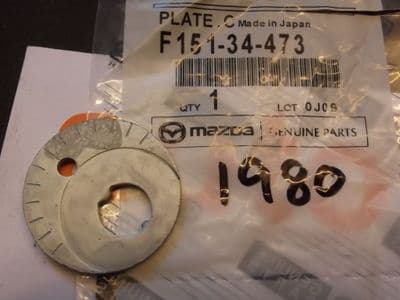 PLATE, C Made in Japan
F151-34-473
QTY 1 LOT 0J09
mazda GENUINE PARTS
1980